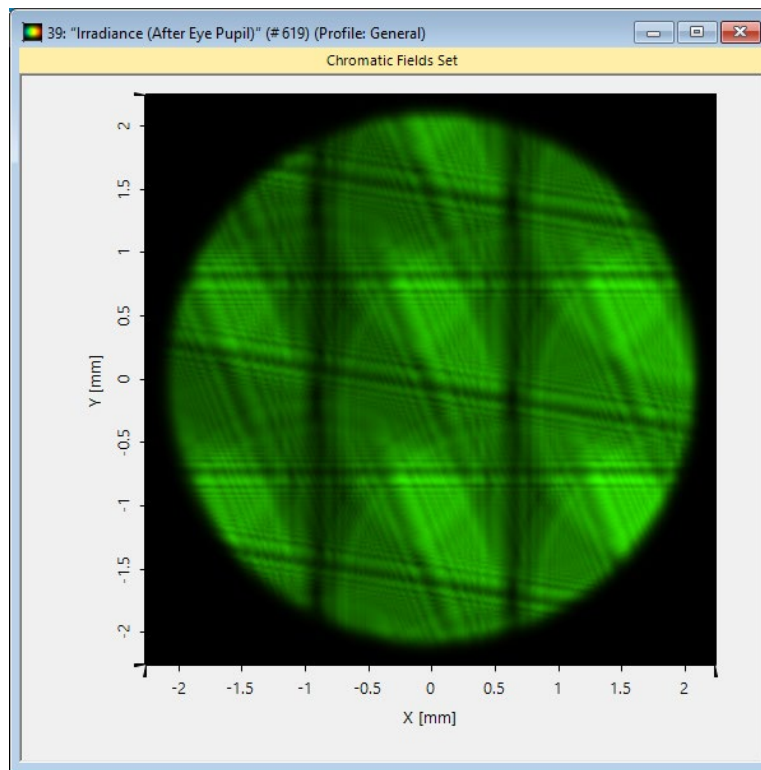 39: "Irradiance (After Eye Pupil)" (#619) (Profile: General)
Chromatic Fields Set
2
1.5
1
0.5
0
-0.5
-1
-1.5
-2
Y [mm]
-2 -1.5 -1 -0.5 0 0.5 1 1.5 2
X [mm]